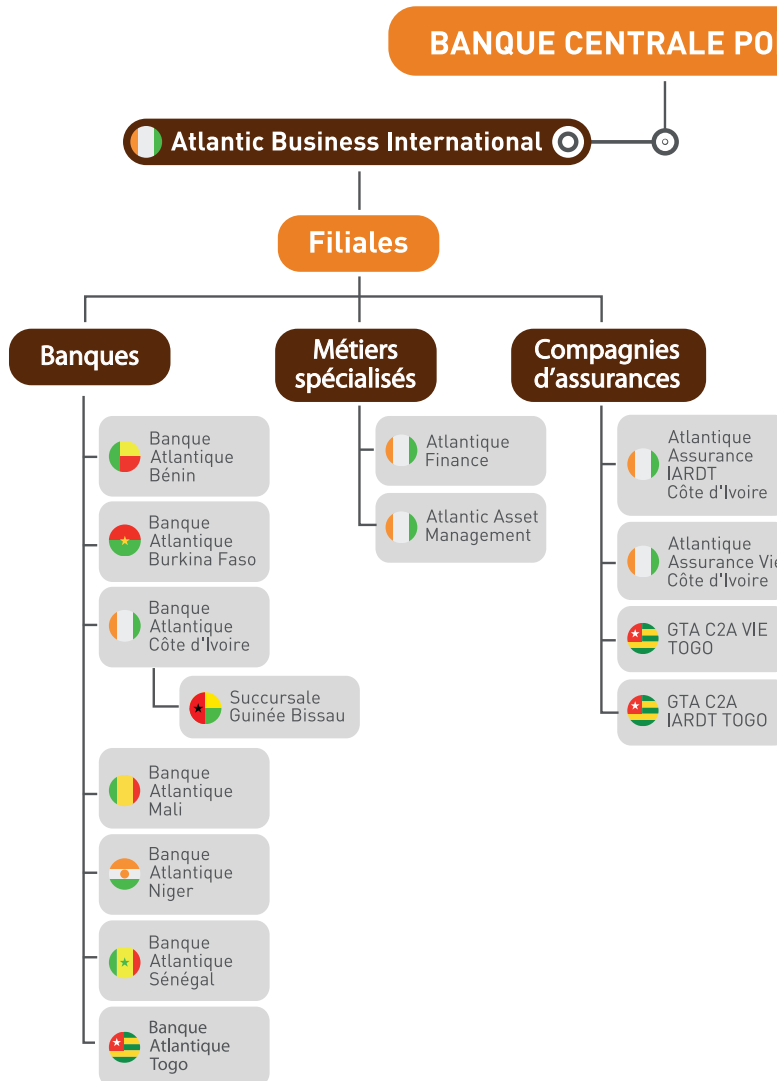 BANQUE CENTRALE PO
Atlantic Business International
Filiales
Banques
Banque
Atlantique
Bénin
Banque
Atlantique
Burkina Faso
Banque
Atlantique
Côte d'Ivoire
Succursale
Guinée Bissau
Banque
Atlantique
Mali
Banque
Atlantique
Niger
Banque
Atlantique
Sénégal
Banque
Atlantique
Togo
Métiers
spécialisés
Atlantique
Finance
Atlantic Asset
Management
Compagnies
d’assurances
Atlantique
Assurance
IARDT
Côte d'Ivoire
Atlantique
Assurance Vie
Côte d'Ivoire
GTA C2A VIE
TOGO
GTA C2A
IARDT TOGO